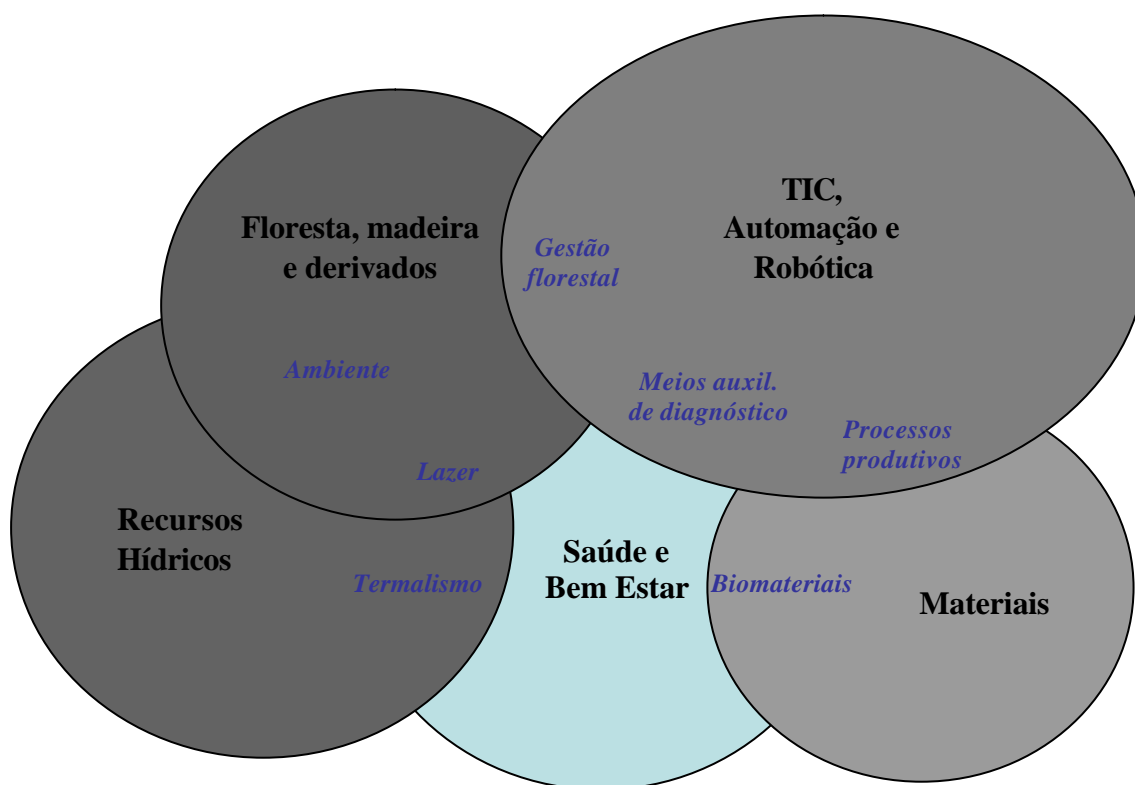 TIC,
Automação e
Robótica
Floresta, madeira
e derivados
Gestão
florestal
Ambiente
Meios auxil.
de diagnóstico
Processos
produtivos
Lazer
Recursos
Hídricos
Saúde e
Bem Estar
Termalismo
Biomateriais
Materiais